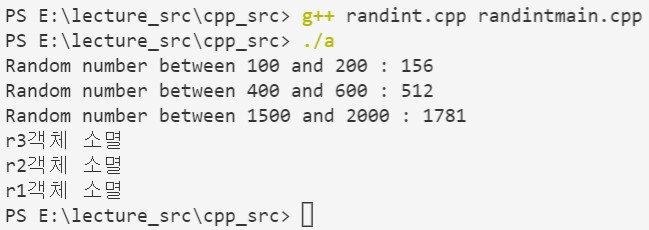 PS E:\lecture_src\cpp_src> g++ randint.cpp randintmain.cpp
PS E:\lecture_src\cpp_src> ./a
Random number between 100 and 200 : 156
Random number between 400 and 600 : 512
Random number between 1500 and 2000 : 1781
r3객체 소멸
r2객체 소멸
r1객체 소멸
PS E:\lecture_src\cpp_src>